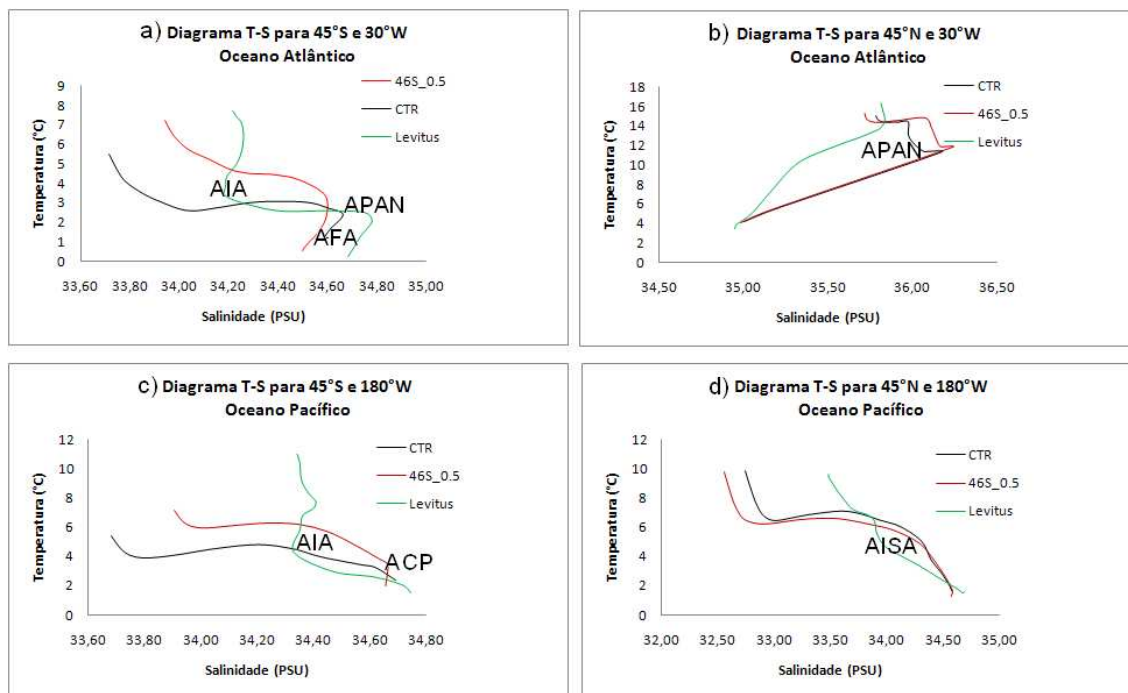 a) Diagrama T-S para 45°S e 30°W
Oceano Atlântico
46S_0.5
CTR
Levitus
Temperatura (°C)
9
8
7
6
5
4
3
2
1
0
AIA
APAN
AFA
33,60 33,80 34,00 34,20 34,40 34,60 34,80 35,00
Salinidade (PSU)
b) Diagrama T-S para 45°N e 30°W
Oceano Atlântico
CTR
46S_0.5
Levitus
Temperatura (°C)
18
16
14
12
10
8
6
4
2
0
APAN
34,50 35,00 35,50 36,00 36,50
Salinidade (PSU)
c) Diagrama T-S para 45°S e 180°W
Oceano Pacífico
CTR
46S_0.5
Levitus
Temperatura (°C)
12
10
8
6
4
2
0
AIA
ACP
33,60 33,80 34,00 34,20 34,40 34,60 34,80
Salinidade (PSU)
d) Diagrama T-S para 45°N e 180°W
Oceano Pacífico
CTR
46S_0.5
Levitus
Temperatura (°C)
12
10
8
6
4
2
0
AISA
32,00 32,50 33,00 33,50 34,00 34,50 35,00
Salinidade (PSU)